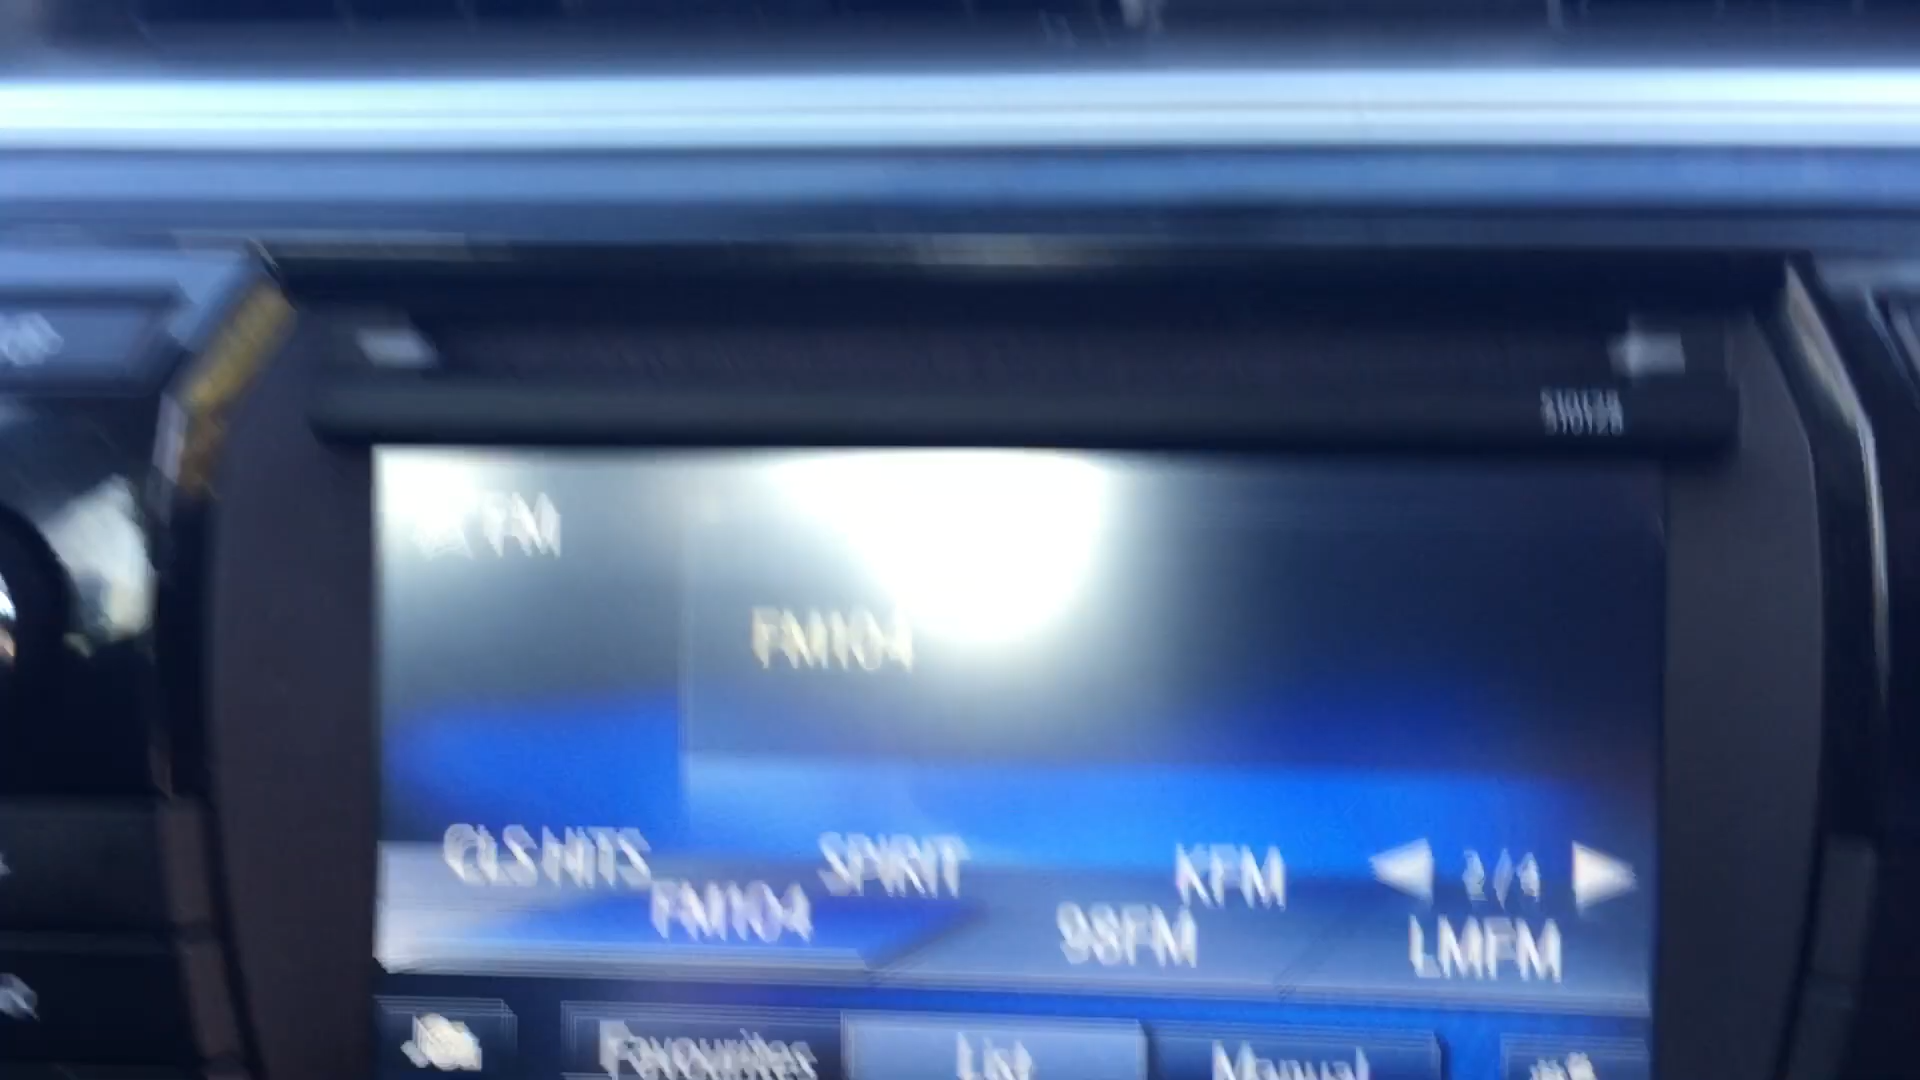 FM
FM104
CLS HITS SPIRIT KFM
FM104 98FM LMFM
Favourites List Manual